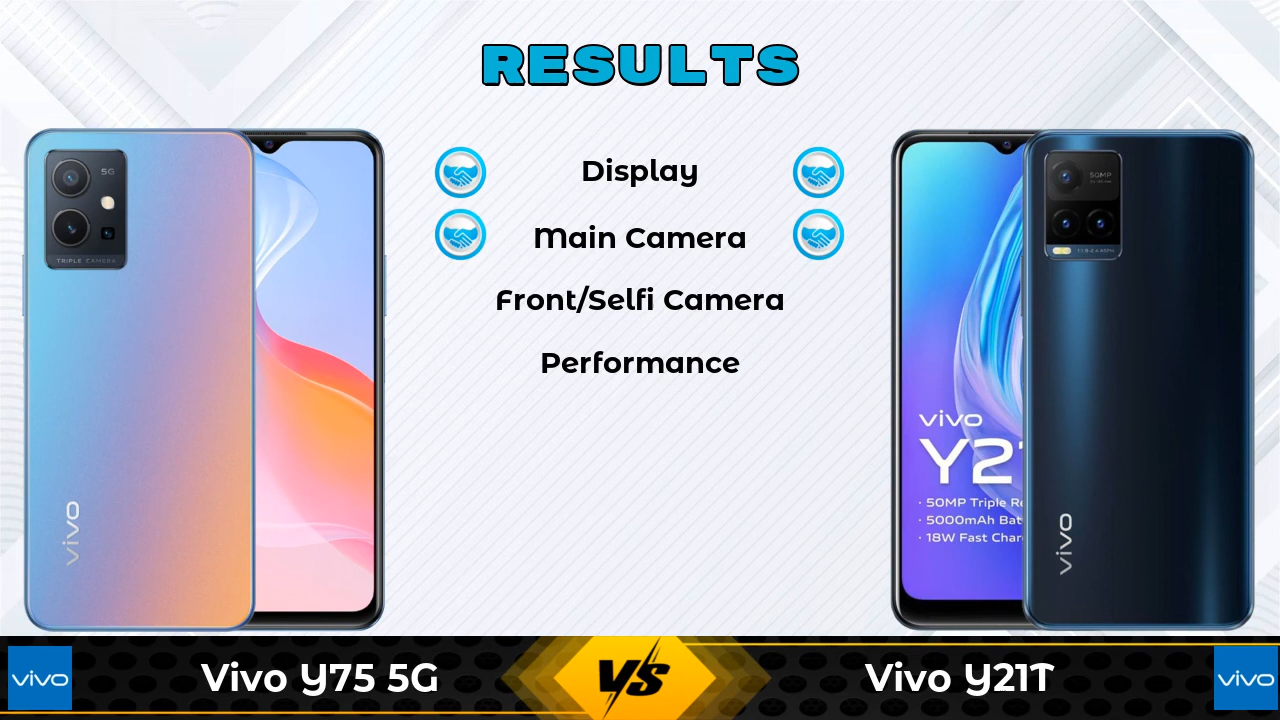 RESULTS
Display
Main Camera
Front/Selfi Camera
Performance
5G
TRIPLE CAMERA
vivo
50MP
vivo
Y21
· 50MP Triple Re
· 5000mAh Bat
· 18W Fast Char
vivo
vivo
Vivo Y75 5G
VS
Vivo Y21T
vivo